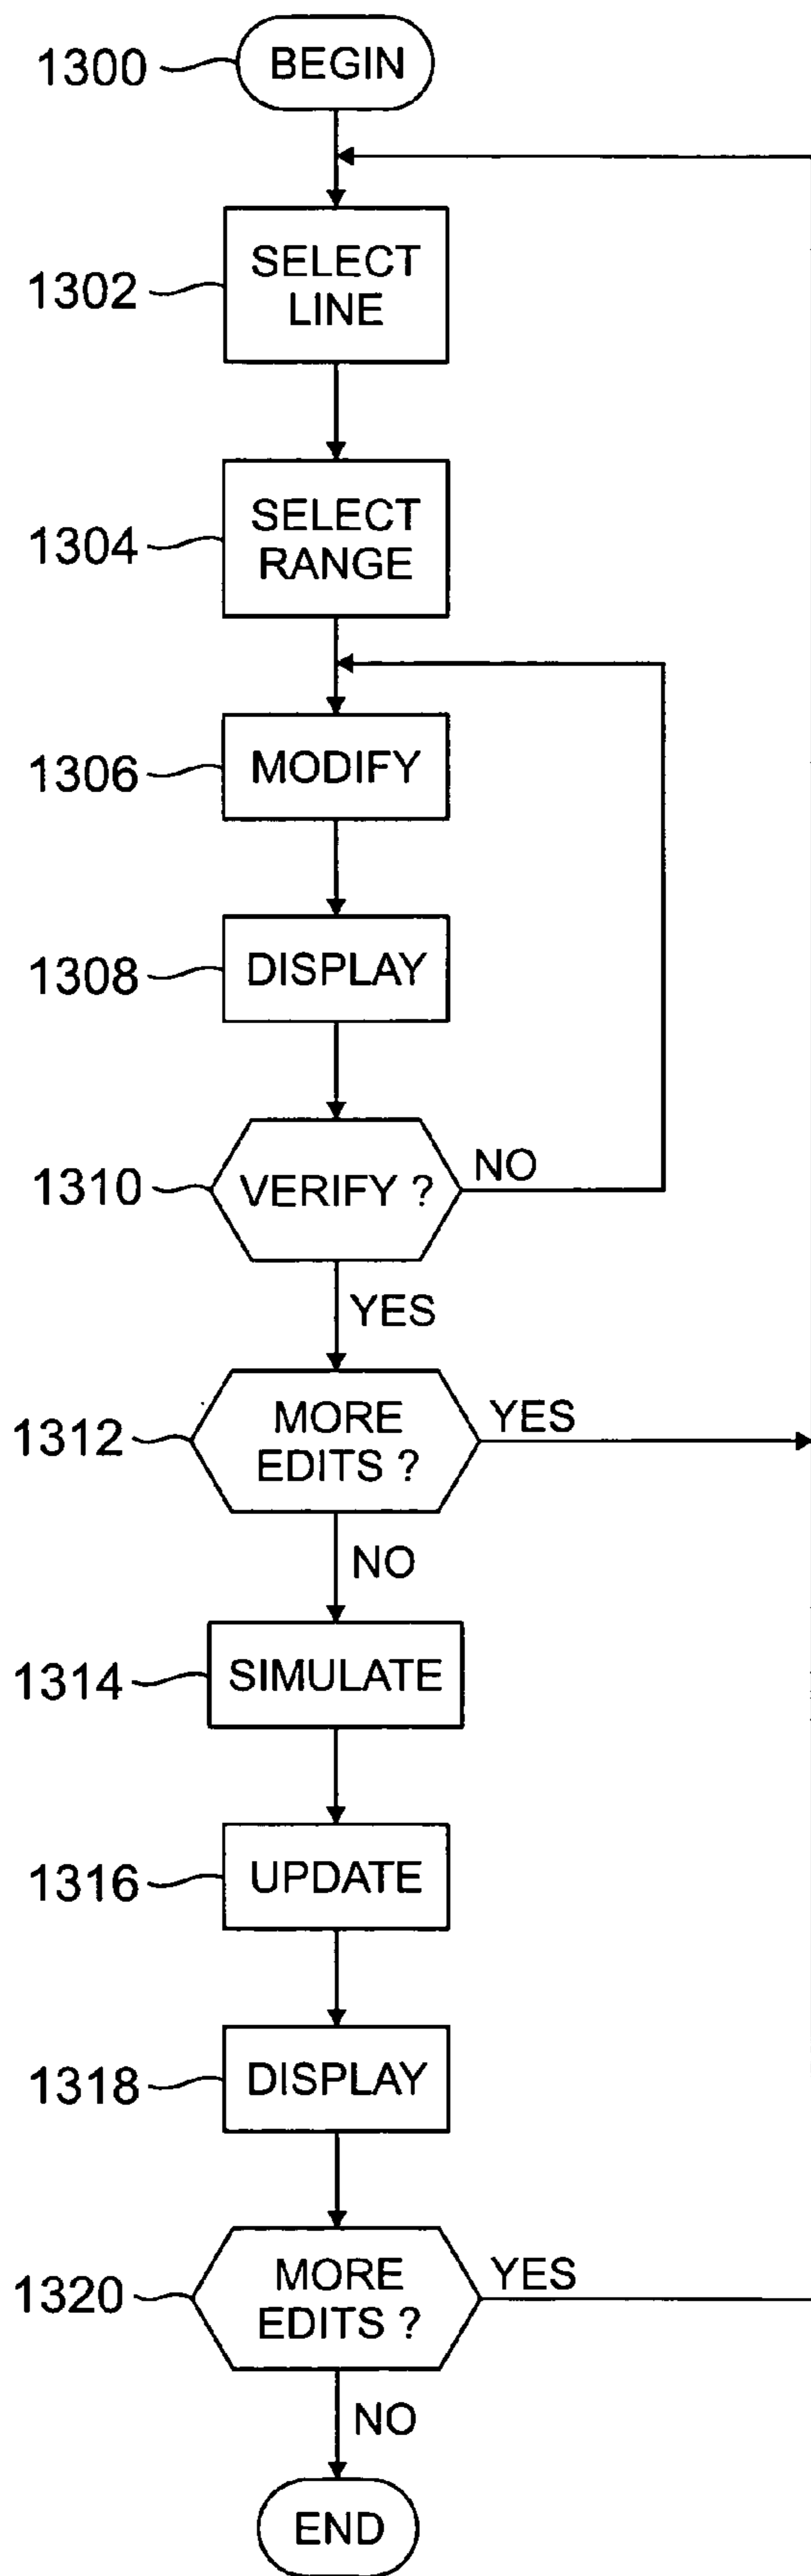 1300
BEGIN
1302
SELECT
LINE
1304
SELECT
RANGE
1306
MODIFY
1308
DISPLAY
1310
VERIFY ?
NO
YES
1312
MORE
EDITS ?
YES
NO
1314
SIMULATE
1316
UPDATE
1318
DISPLAY
1320
MORE
EDITS ?
YES
NO
END